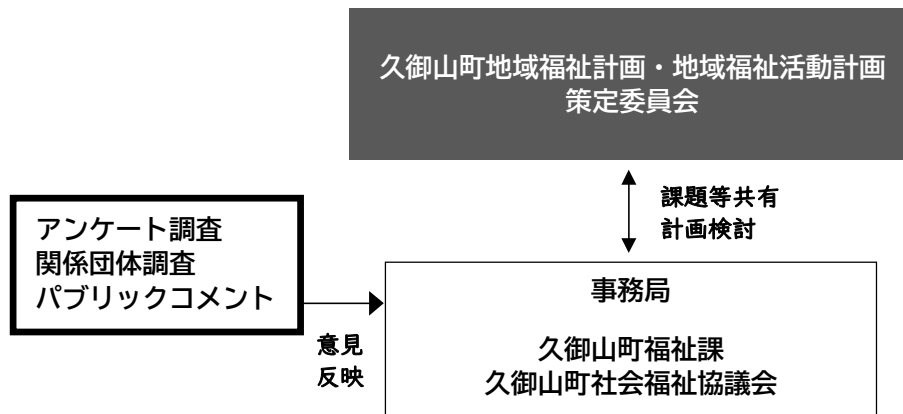 久御山町地域福祉計画・地域福祉活動計画
策定委員会
課題等共有
計画検討
アンケート調査
関係団体調査
パブリックコメント
意見
反映
事務局
久御山町福祉課
久御山町社会福祉協議会